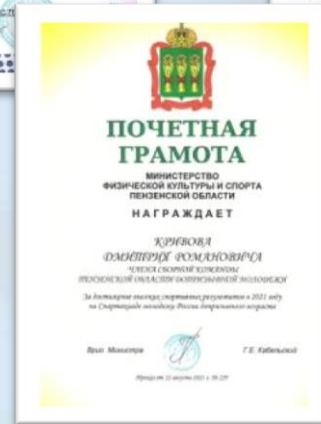 ПОЧЕТНАЯ
ГРАМОТА
МИНИСТЕРСТВО
ФИЗИЧЕСКОЙ КУЛЬТУРЫ И СПОРТА
ПЕНЗЕНСКОЙ ОБЛАСТИ
НАГРАЖДАЕТ
КРИВОВА
ДМИТРИЯ РОМАНОВИЧА
ЧЛЕНА СБОРНОЙ КОМАНДЫ
ПЕНЗЕНСКОЙ ОБЛАСТИ ДОПРИЗЫВНОЙ МОЛОДЕЖИ
За достижение высоких спортивных результатов в 2021 году
на Спартакиаде молодежи России допризывного возраста
Врио Министра Г.Е. Кабельский